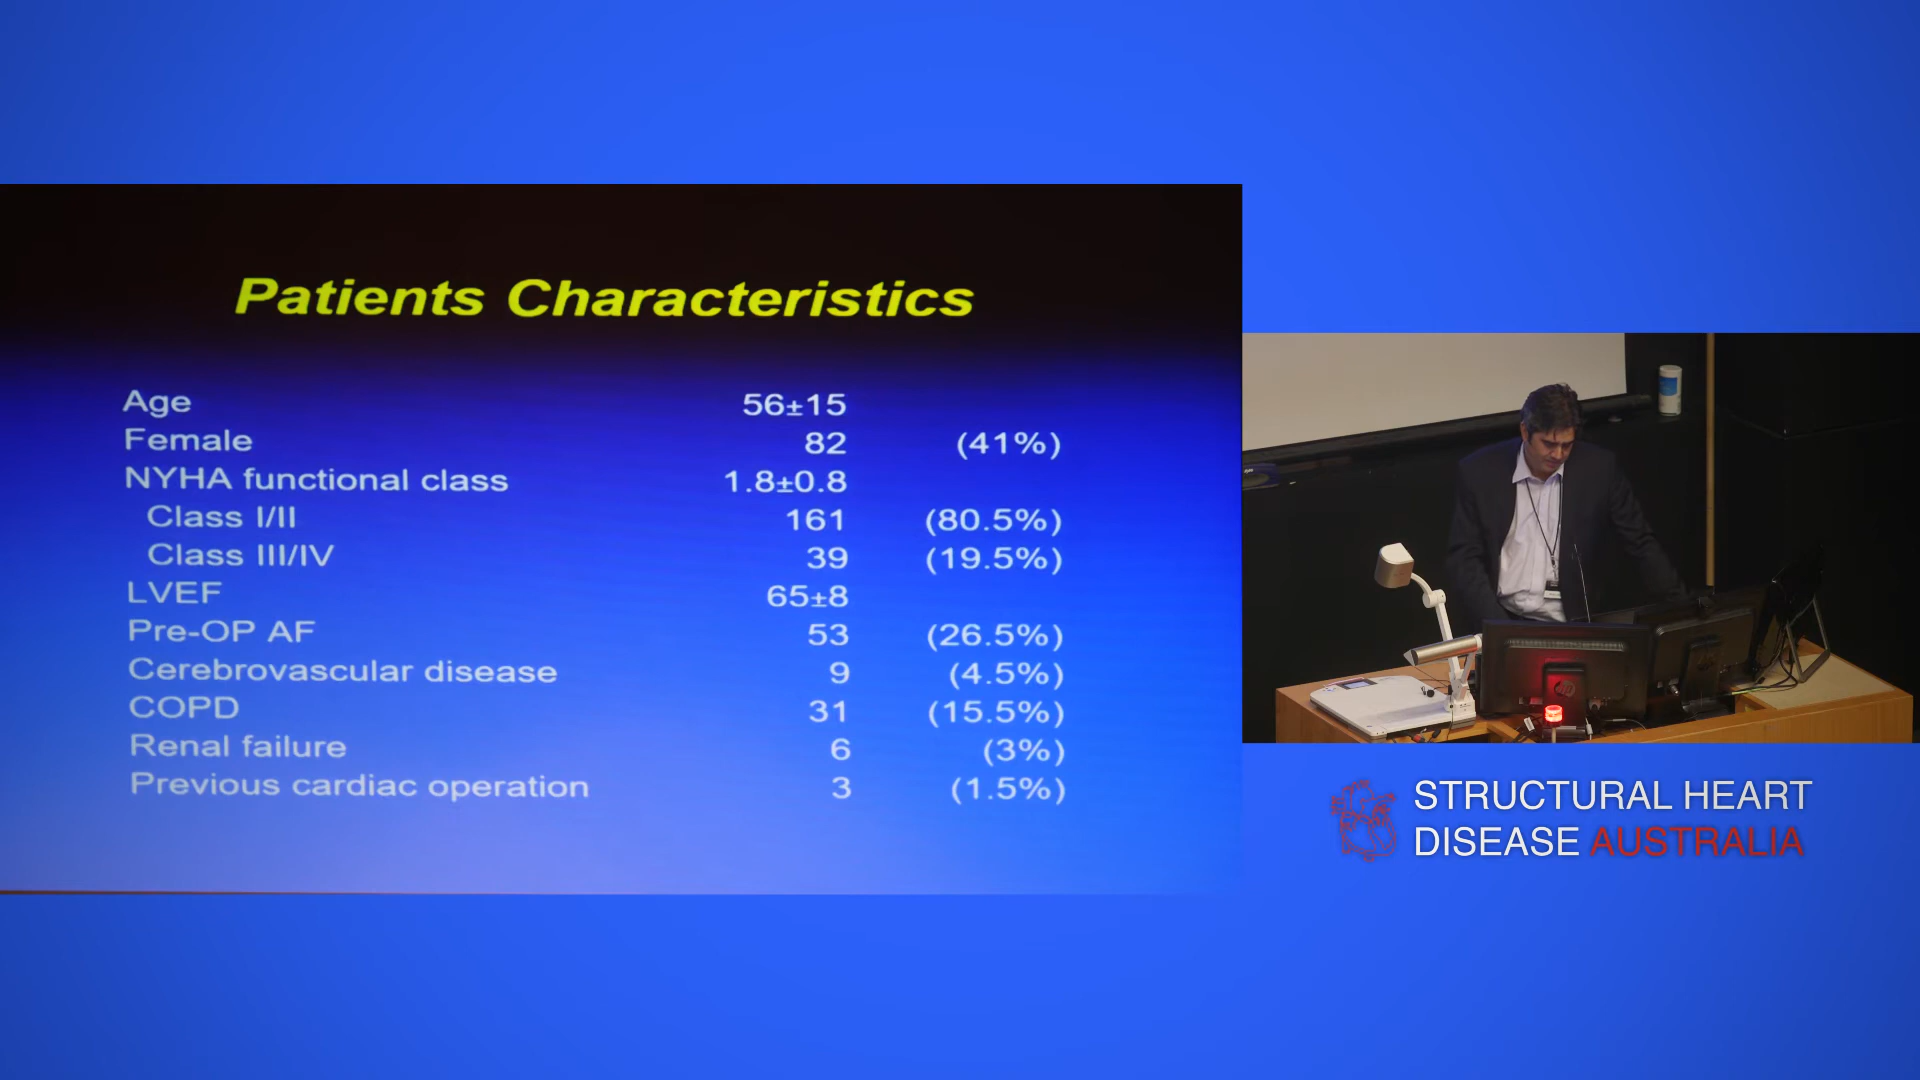 Patients Characteristics
Age 56±15
Female 82 (41%)
NYHA functional class 1.8±0.8
Class I/II 161 (80.5%)
Class III/IV 39 (19.5%)
LVEF 65±8
Pre-OP AF 53 (26.5%)
Cerebrovascular disease 9 (4.5%)
COPD 31 (15.5%)
Renal failure 6 (3%)
Previous cardiac operation 3 (1.5%)
STRUCTURAL HEART
DISEASE AUSTRALIA